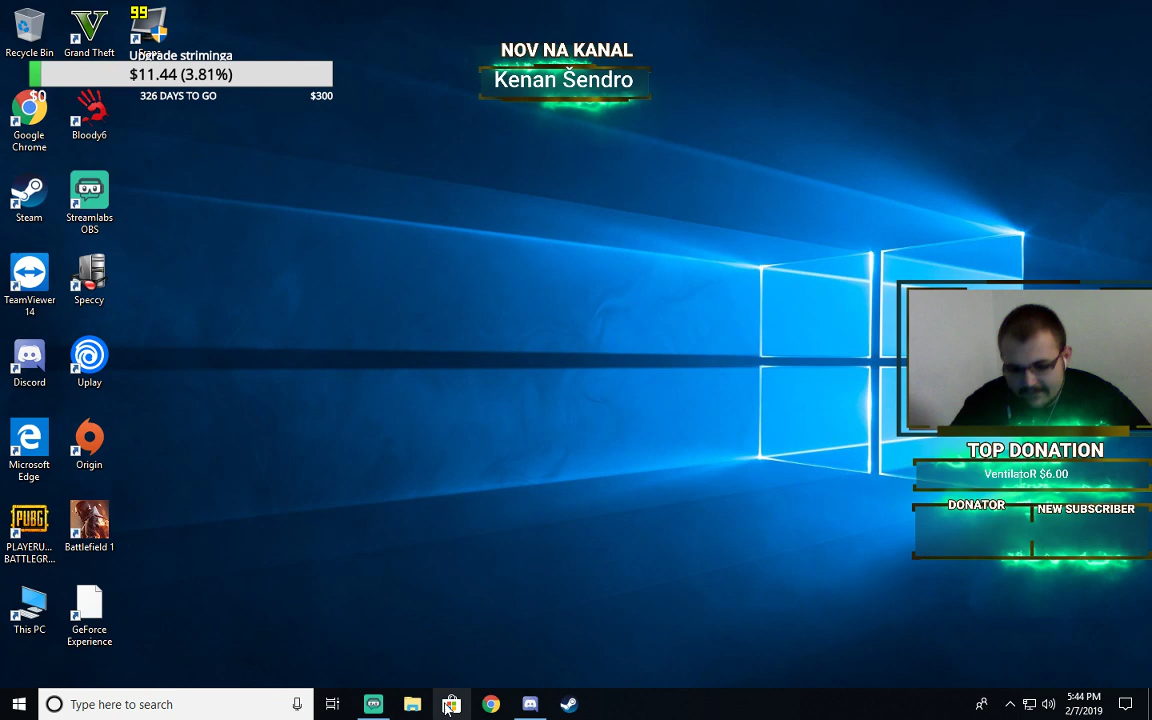 Recycle Bin
Grand Theft
99
Upgrade striminga
$11.44 (3.81%)
$0
326 DAYS TO GO
$300
NOV NA KANAL
Kenan Šendro
Google
Chrome
Bloody6
Steam
Streamlabs
OBS
TeamViewer
14
Speccy
Discord
Uplay
Microsoft
Edge
Origin
PUBG
PLAYERU...
BATTLEGR...
Battlefield 1
This PC
GeForce
Experience
TOP DONATION
VentilatoR $6.00
DONATOR
NEW SUBSCRIBER
Type here to search
5:44 PM
2/7/2019